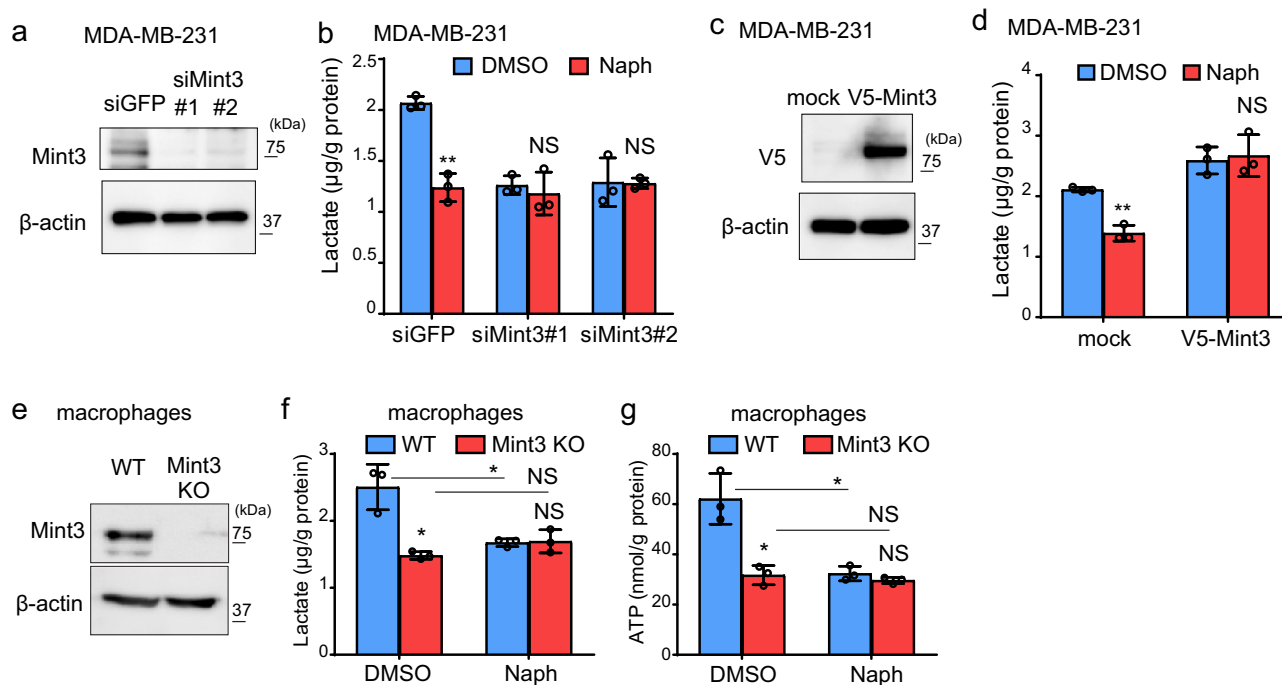 a
MDA-MB-231
siGFP
siMint3
#1 #2
(kDa)
Mint3
75
β-actin
37
b
MDA-MB-231
DMSO Naph
Lactate (µg/g protein)
2.5
2
1.5
1
0.5
0
**
NS
NS
siGFP siMint3#1 siMint3#2
c
MDA-MB-231
mock V5-Mint3
(kDa)
V5
75
β-actin
37
d
MDA-MB-231
DMSO Naph
Lactate (µg/g protein)
4
3
2
1
0
**
NS
mock V5-Mint3
e
macrophages
WT
Mint3
KO
(kDa)
Mint3
75
β-actin
37
f
macrophages
WT Mint3 KO
Lactate (µg/g protein)
3
2
1
0
*
NS
*
NS
DMSO Naph
g
macrophages
WT Mint3 KO
ATP (nmol/g protein)
80
60
40
20
0
*
NS
*
NS
DMSO Naph